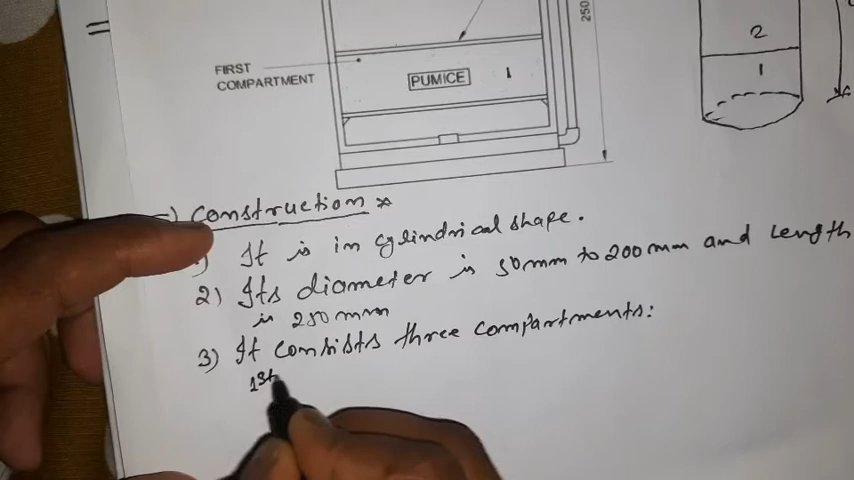 250
2
FIRST
COMPARTMENT
PUMICE 1
1
Construction
1) It is in cylindrical shape.
2) Its diameter is 50mm to 200mm and length
is 250mm
3) It consists three compartments:
1st